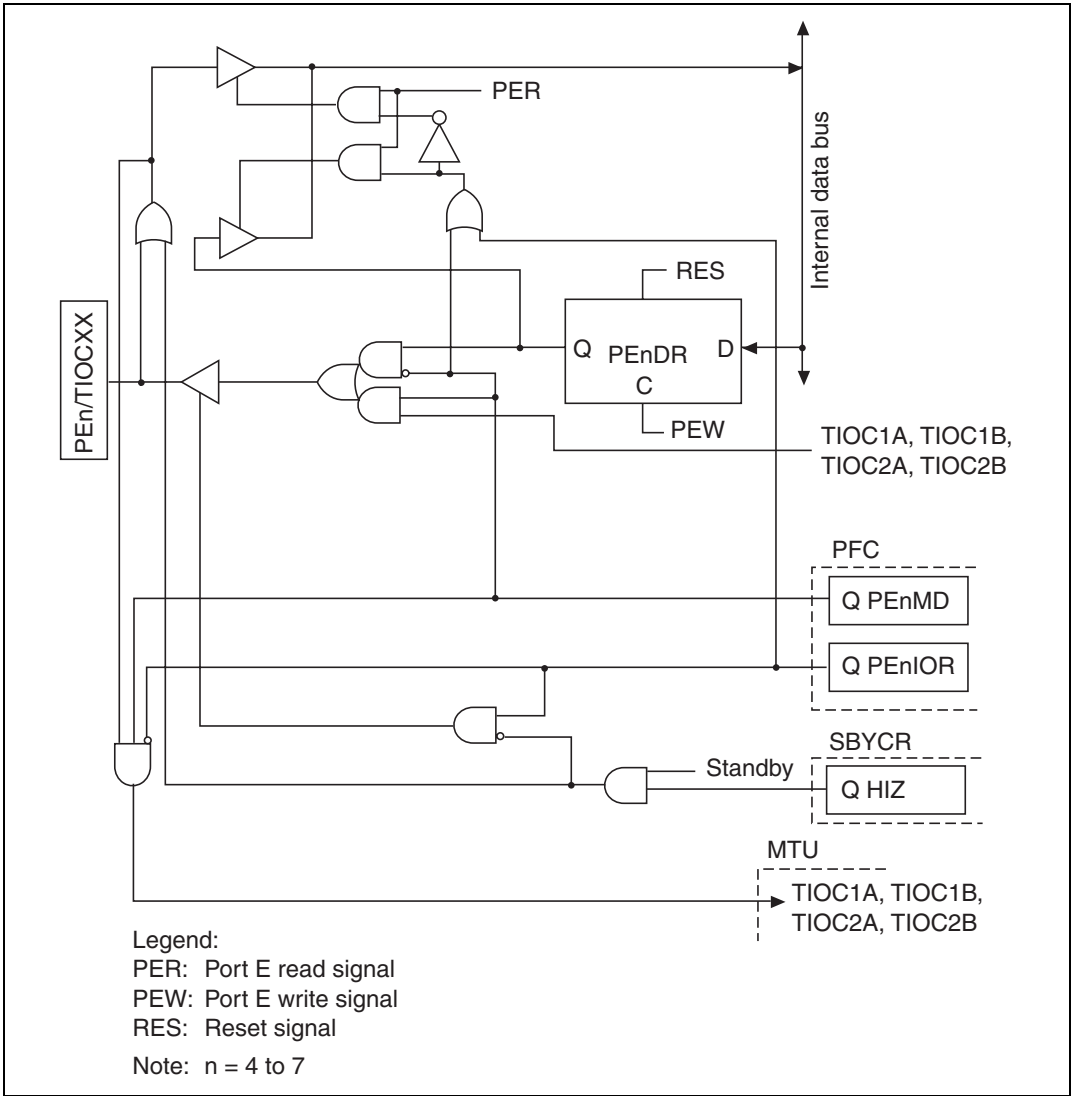 PER
Internal data bus
RES
PEn/TIOCXX
Q PEnDR D
C
PEW
TIOC1A, TIOC1B,
TIOC2A, TIOC2B
PFC
Q PEnMD
Q PEnIOR
SBYCR
Standby
Q HIZ
MTU
TIOC1A, TIOC1B,
TIOC2A, TIOC2B
Legend:
PER: Port E read signal
PEW: Port E write signal
RES: Reset signal
Note: n = 4 to 7